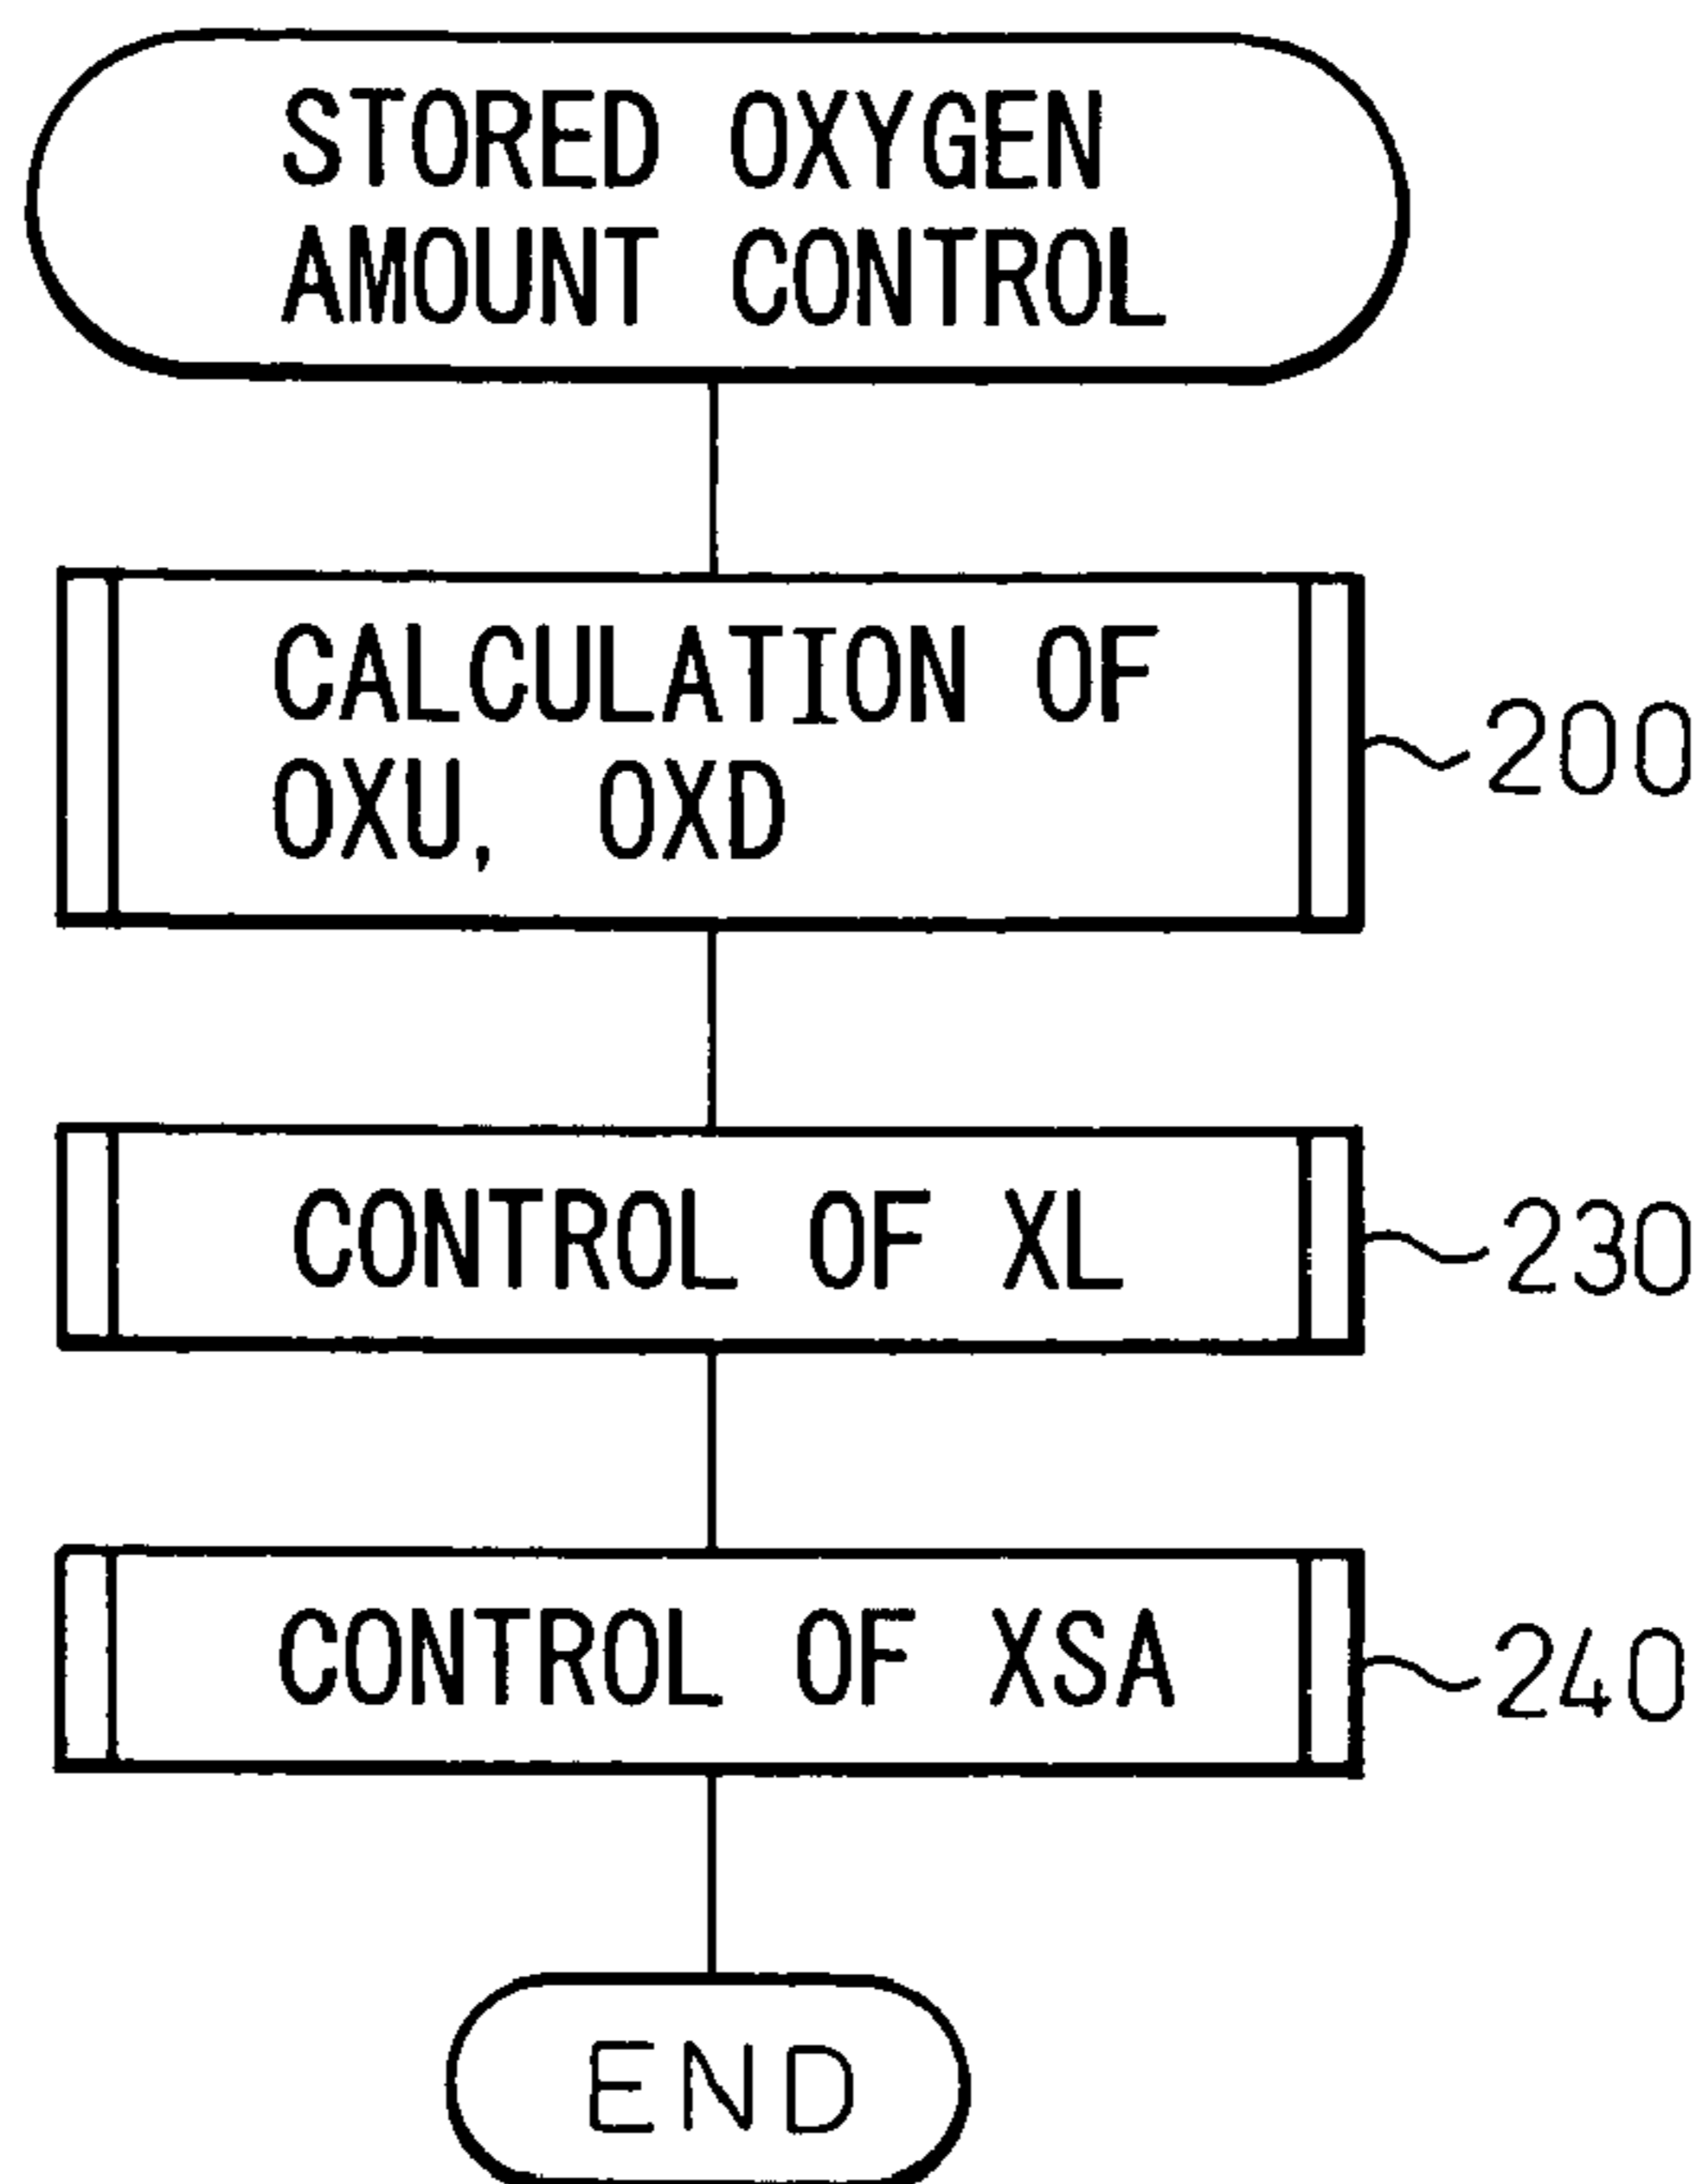 STORED OXYGEN
AMOUNT CONTROL
CALCULATION OF
OXU, OXD
200
CONTROL OF XL
230
CONTROL OF XSA
240
END